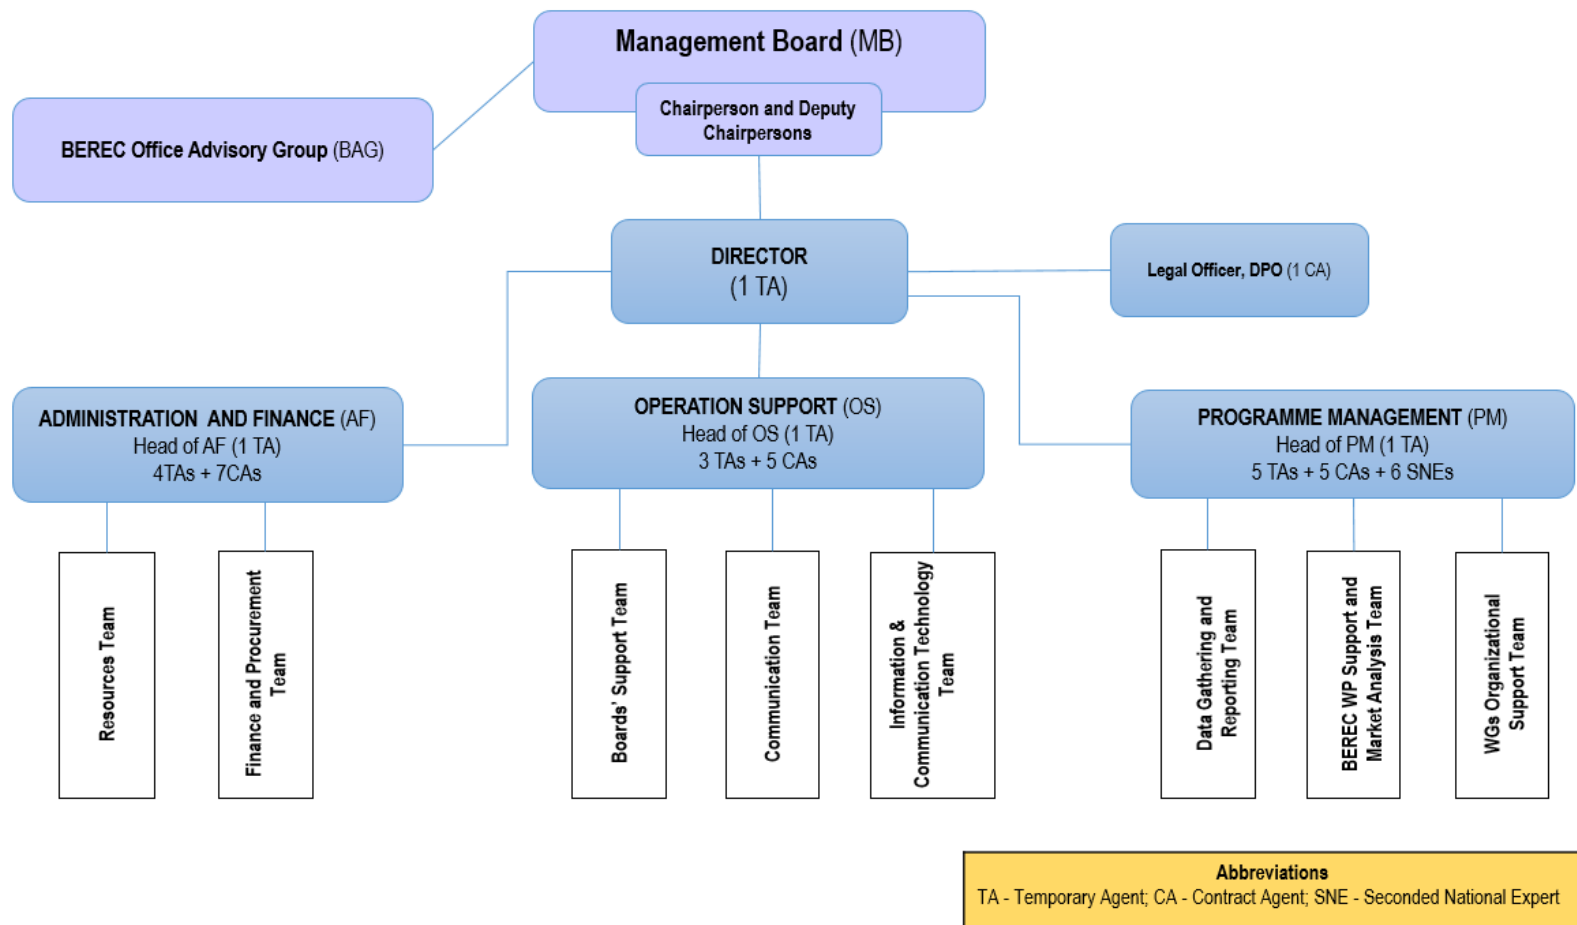 Management Board (MB)
Chairperson and Deputy
Chairpersons
BEREC Office Advisory Group (BAG)
DIRECTOR
(1 TA)
Legal Officer, DPO (1 CA)
ADMINISTRATION AND FINANCE (AF)
Head of AF (1 TA)
4TAs + 7CAs
OPERATION SUPPORT (OS)
Head of OS (1 TA)
3 TAs + 5 CAs
PROGRAMME MANAGEMENT (PM)
Head of PM (1 TA)
5 TAs + 5 CAs + 6 SNEs
Resources Team
Finance and Procurement
Team
Boards' Support Team
Communication Team
Information &
Communication Technology
Team
Data Gathering and
Reporting Team
BEREC WP Support and
Market Analysis Team
WGs Organizational
Support Team
Abbreviations
TA - Temporary Agent; CA - Contract Agent; SNE - Seconded National Expert